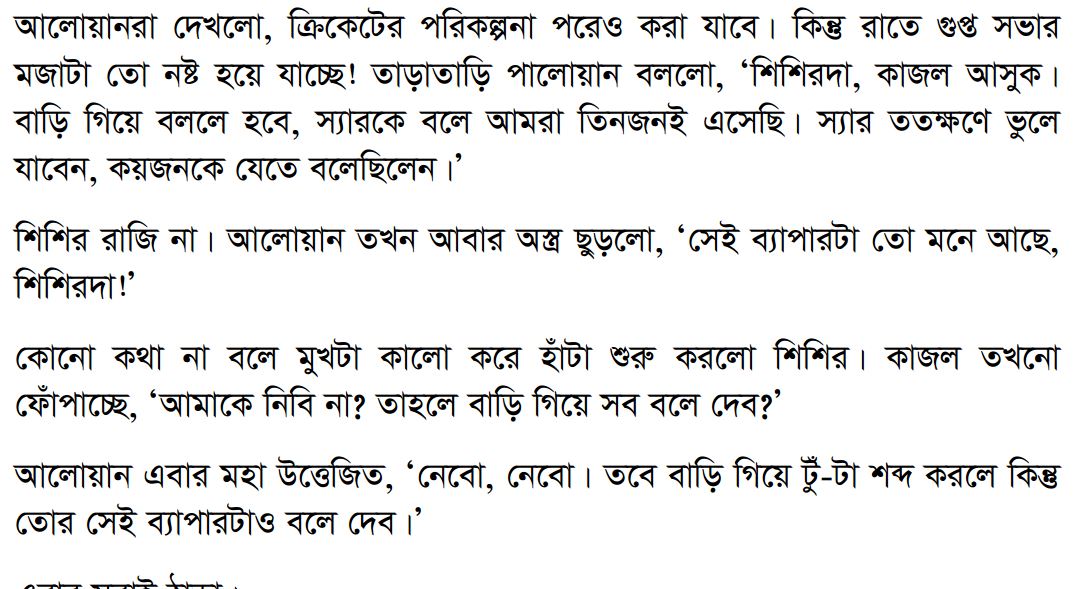 আলোয়ানরা দেখলো, ক্রিকেটের পরিকল্পনা পরেও করা যাবে। কিন্তু রাতে গুপ্ত সভার
মজাটা তো নষ্ট হয়ে যাচ্ছে! তাড়াতাড়ি পালোয়ান বললো, ‘শিশিরদা, কাজল আসুক।
বাড়ি গিয়ে বললে হবে, স্যারকে বলে আমরা তিনজনই এসেছি। স্যার ততক্ষণে ভুলে
যাবেন, কয়জনকে যেতে বলেছিলেন।’
শিশির রাজি না। আলোয়ান তখন আবার অস্ত্র ছুড়লো, ‘সেই ব্যাপারটা তো মনে আছে,
শিশিরদা!’
কোনো কথা না বলে মুখটা কালো করে হাঁটা শুরু করলো শিশির। কাজল তখনো
ফোঁপাচ্ছে, ‘আমাকে নিবি না? তাহলে বাড়ি গিয়ে সব বলে দেব?’
আলোয়ান এবার মহা উত্তেজিত, ‘নেবো, নেবো। তবে বাড়ি গিয়ে টুঁ-টা শব্দ করলে কিন্তু
তোর সেই ব্যাপারটাও বলে দেব।’